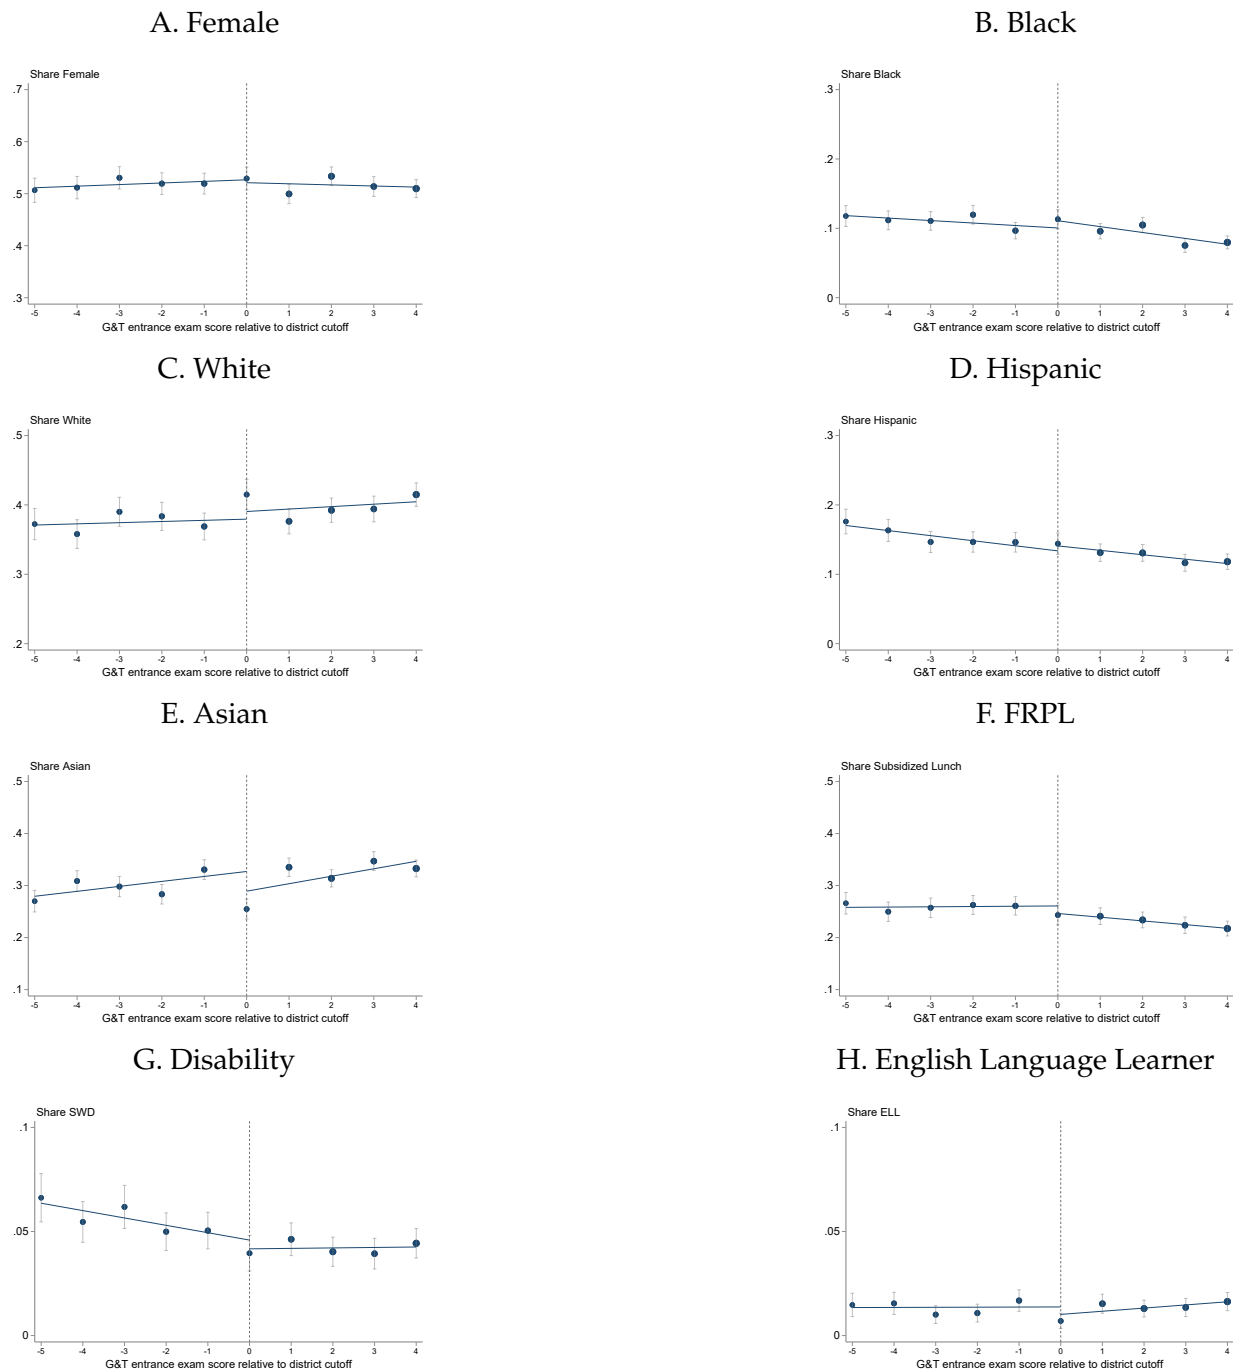 A. Female
Share Female
.7
.6
.5
.4
.3
-5 -4 -3 -2 -1 0 1 2 3 4
G&T entrance exam score relative to district cutoff
B. Black
Share Black
.3
.2
.1
0
-5 -4 -3 -2 -1 0 1 2 3 4
G&T entrance exam score relative to district cutoff
C. White
Share White
.5
.4
.3
.2
-5 -4 -3 -2 -1 0 1 2 3 4
G&T entrance exam score relative to district cutoff
D. Hispanic
Share Hispanic
.3
.2
.1
0
-5 -4 -3 -2 -1 0 1 2 3 4
G&T entrance exam score relative to district cutoff
E. Asian
Share Asian
.5
.4
.3
.2
.1
-5 -4 -3 -2 -1 0 1 2 3 4
G&T entrance exam score relative to district cutoff
F. FRPL
Share Subsidized Lunch
.5
.4
.3
.2
.1
-5 -4 -3 -2 -1 0 1 2 3 4
G&T entrance exam score relative to district cutoff
G. Disability
Share SWD
.1
.05
0
-5 -4 -3 -2 -1 0 1 2 3 4
G&T entrance exam score relative to district cutoff
H. English Language Learner
Share ELL
.1
.05
0
-5 -4 -3 -2 -1 0 1 2 3 4
G&T entrance exam score relative to district cutoff